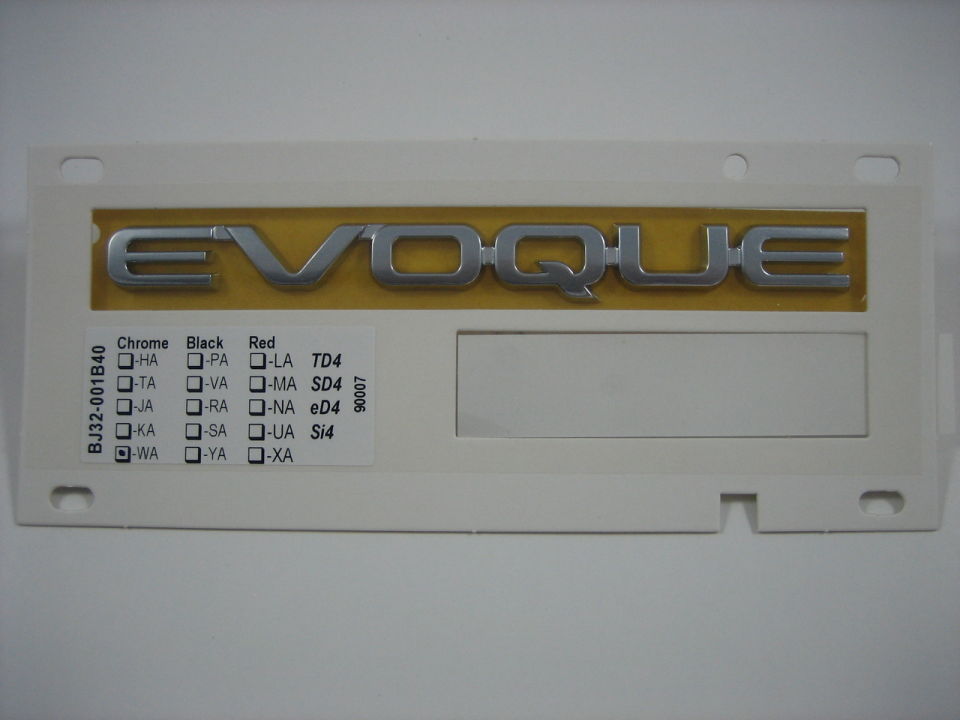 EVOQUE
BJ32-001B40
Chrome Black Red
-HA -PA -LA TD4
-TA -VA -MA SD4
-JA -RA -NA eD4
-KA -SA -UA Si4
-WA -YA -XA
90007